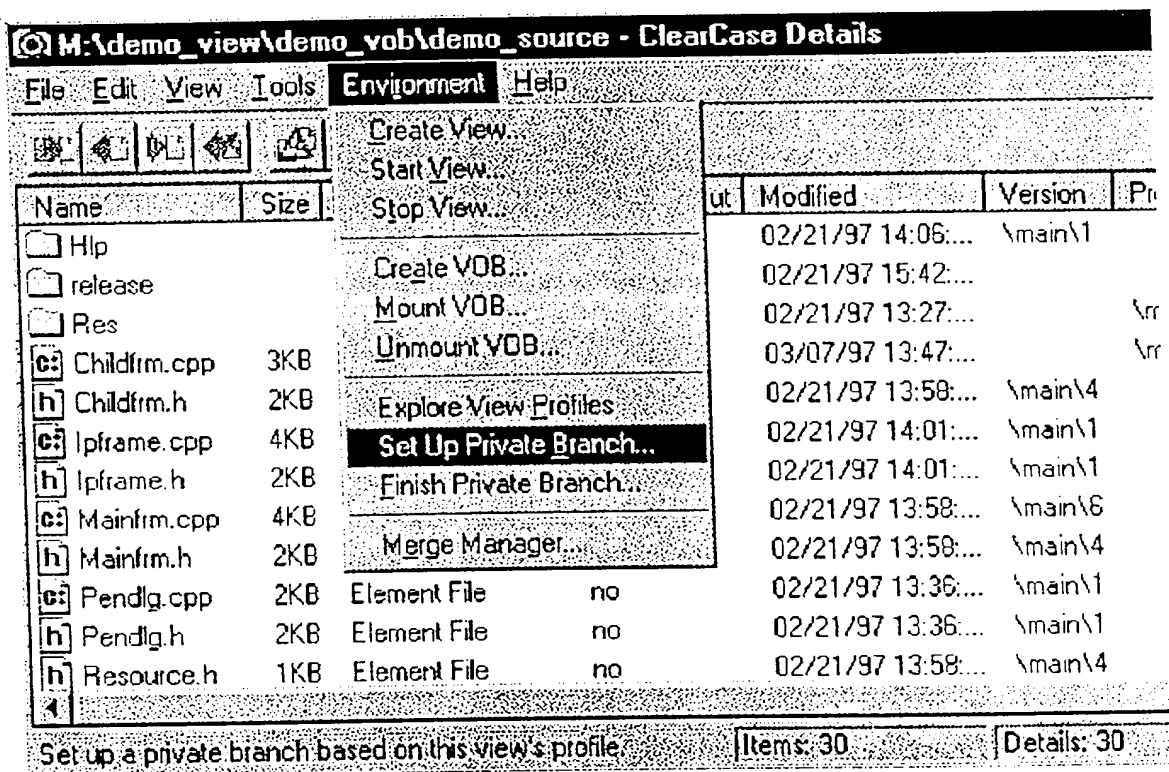 M:\demo_view\demo_vob\demo_source - ClearCase Details
File Edit View Tools Environment Help
Create View...
Start View...
Stop View...
Create VOB...
Mount VOB...
Unmount VOB...
Explore View Profiles
Set Up Private Branch...
Finish Private Branch...
Merge Manager...
Name Size ut Modified Version Pr
Hlp 02/21/97 14:06:... \main\1
release 02/21/97 15:42:...
Res 02/21/97 13:27:...
Childfrm.cpp 3KB 03/07/97 13:47:...
Childfrm.h 2KB 02/21/97 13:58:... \main\4
Ipframe.cpp 4KB 02/21/97 14:01:... \main\1
Ipframe.h 2KB 02/21/97 14:01:... \main\1
Mainfrm.cpp 4KB 02/21/97 13:58:... \main\6
Mainfrm.h 2KB 02/21/97 13:58:... \main\4
Pendlg.cpp 2KB Element File no 02/21/97 13:36:... \main\1
Pendlg.h 2KB Element File no 02/21/97 13:36:... \main\1
Resource.h 1KB Element File no 02/21/97 13:58:... \main\4
Set up a private branch based on this view's profile. Items: 30 Details: 30